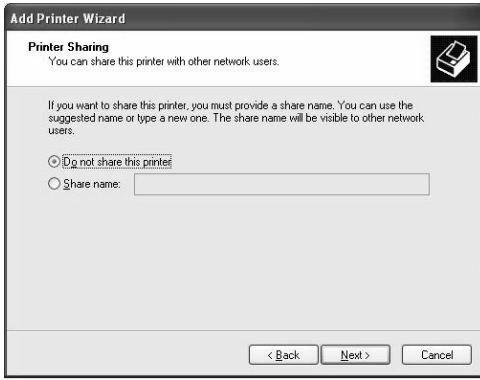 Add Printer Wizard
Printer Sharing
You can share this printer with other network users.
If you want to share this printer, you must provide a share name. You can use the
suggested name or type a new one. The share name will be visible to other network
users.
Do not share this printer
Share name:
< Back Next > Cancel